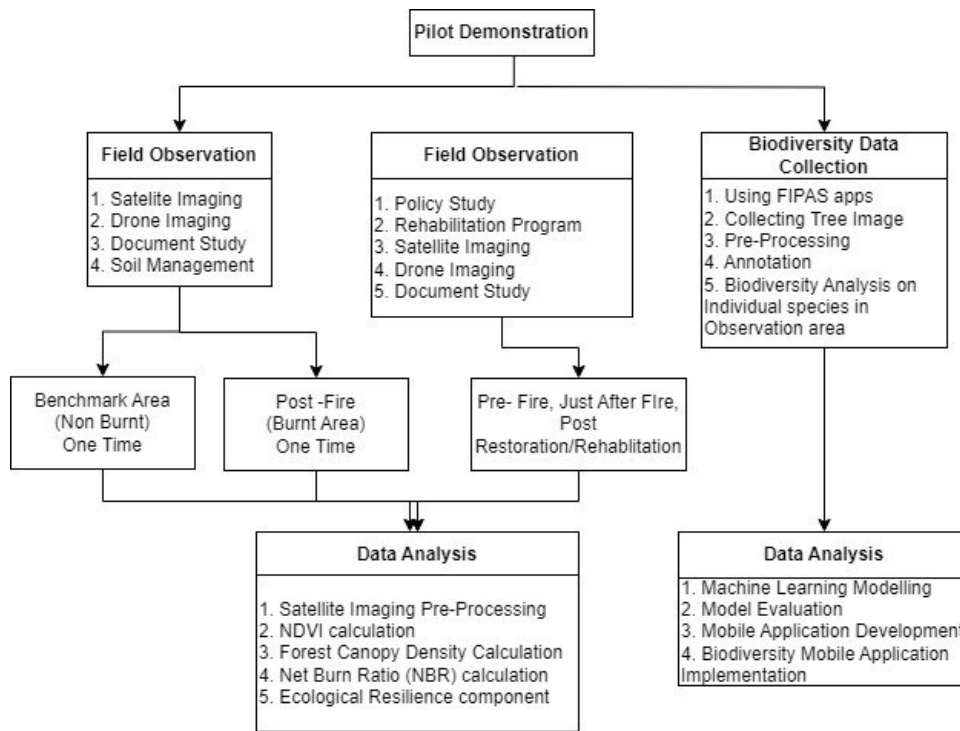 Pilot Demonstration
Field Observation
1. Satelite Imaging
2. Drone Imaging
3. Document Study
4. Soil Management
Field Observation
1. Policy Study
2. Rehabilitation Program
3. Satellite Imaging
4. Drone Imaging
5. Document Study
Biodiversity Data
Collection
1. Using FIPAS apps
2. Collecting Tree Image
3. Pre-Processing
4. Annotation
5. Biodiversity Analysis on
Individual species in
Observation area
Benchmark Area
(Non Burnt)
One Time
Post -Fire
(Burnt Area)
One Time
Pre- Fire, Just After FIre,
Post
Restoration/Rehablitation
Data Analysis
1. Satellite Imaging Pre-Processing
2. NDVI calculation
3. Forest Canopy Density Calculation
4. Net Burn Ratio (NBR) calculation
5. Ecological Resilience component
Data Analysis
1. Machine Learning Modelling
2. Model Evaluation
3. Mobile Application Development
4. Biodiversity Mobile Application
Implementation